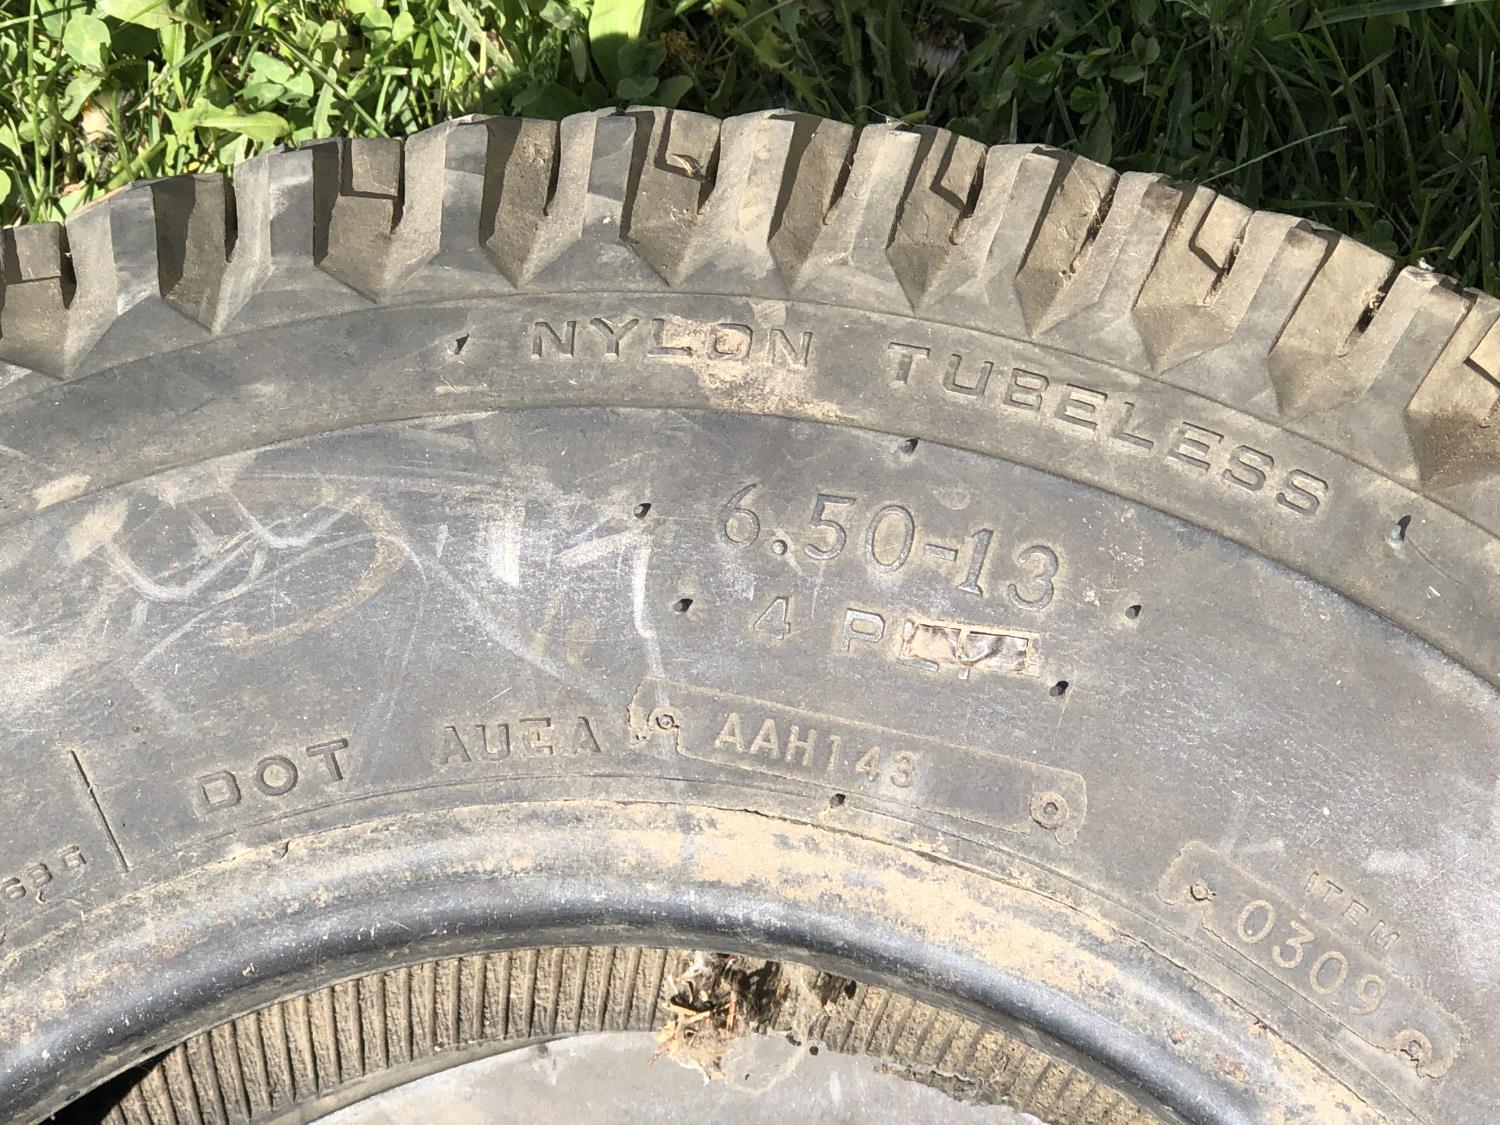 NYLON TUBELESS
6.50-13
4 PLY
DOT AUEA AAH143
ITEM
0309